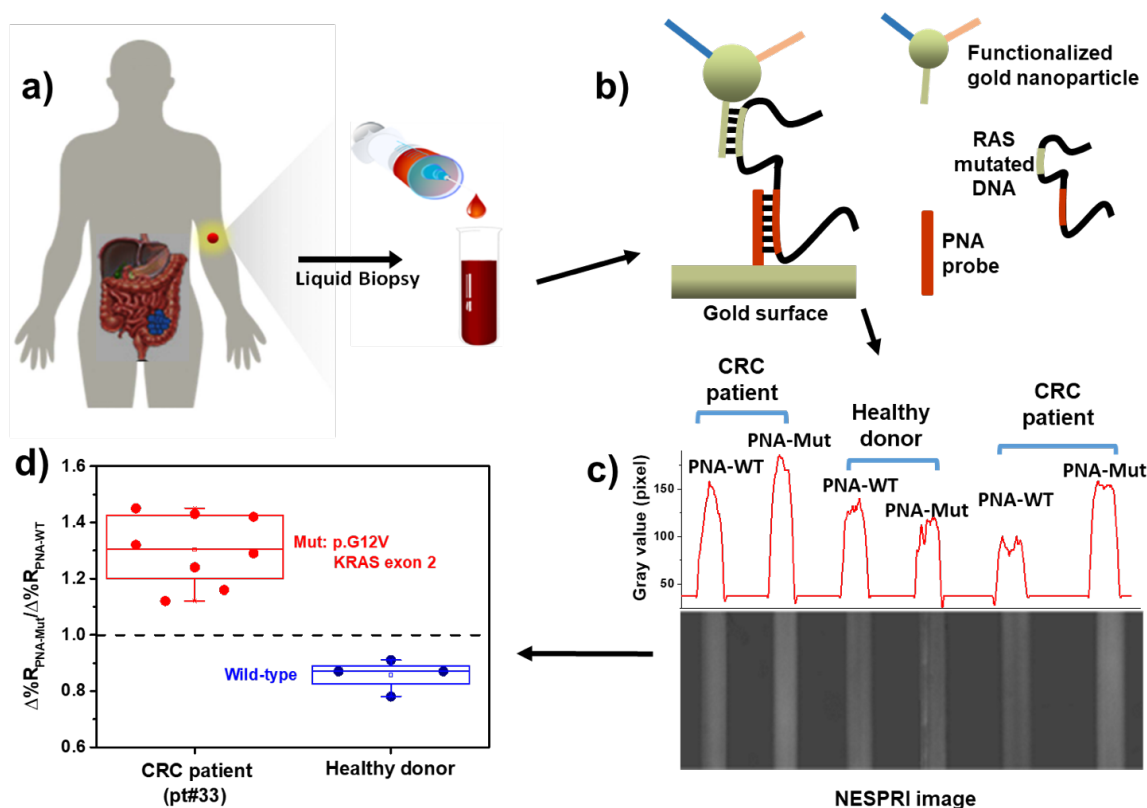 a)
Liquid Biopsy
b)
Functionalized
gold nanoparticle
RAS
mutated
DNA
PNA
probe
Gold surface
c)
CRC
patient
Healthy
donor
CRC
patient
PNA-WT
PNA-Mut
PNA-WT
PNA-Mut
PNA-WT
PNA-Mut
Gray value (pixel)
150
100
50
NESPRI image
d)
Δ%R PNA-Mut/Δ%R PNA-WT
1.6
1.4
1.2
1.0
0.8
0.6
Mut: p.G12V
KRAS exon 2
Wild-type
CRC patient
(pt#33)
Healthy donor